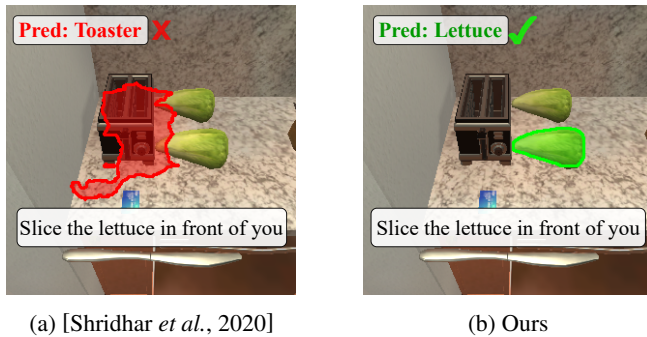 Pred: Toaster ✗
Pred: Lettuce ✓
Slice the lettuce in front of you
Slice the lettuce in front of you
(a) [Shridhar et al., 2020]
(b) Ours